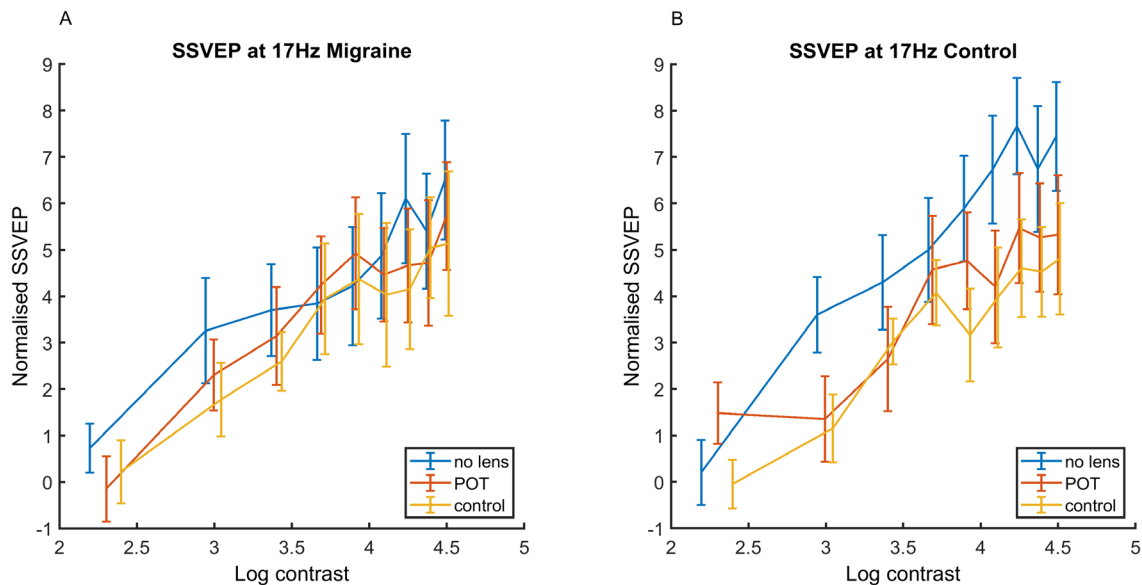 A
SSVEP at 17Hz Migraine
9
8
7
6
5
4
3
2
1
0
-1
Normalised SSVEP
2
2.5
3
3.5
4
4.5
5
Log contrast
no lens
POT
control
B
SSVEP at 17Hz Control
9
8
7
6
5
4
3
2
1
0
-1
Normalised SSVEP
2
2.5
3
3.5
4
4.5
5
Log contrast
no lens
POT
control